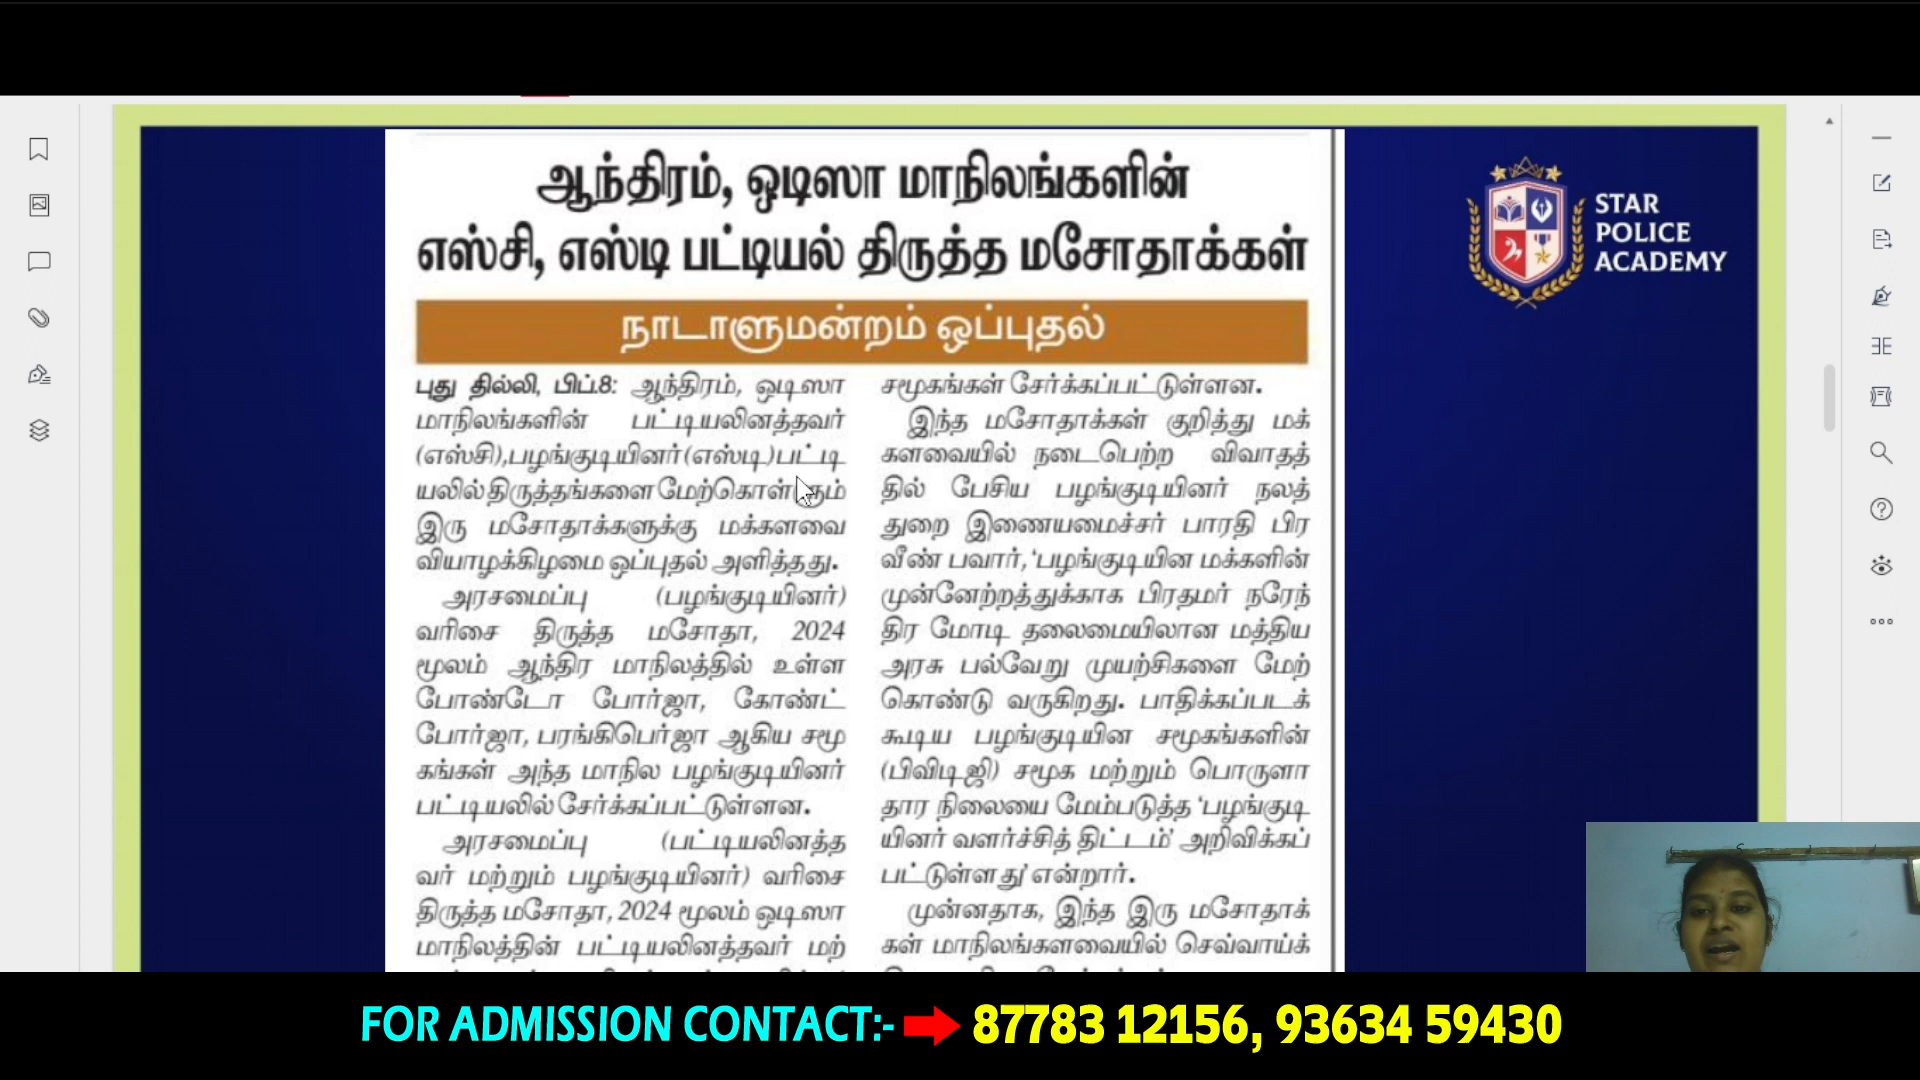 ஆந்திரம், ஒடிஸா மாநிலங்களின்
எஸ்சி, எஸ்டி பட்டியல் திருத்த மசோதாக்கள்
நாடாளுமன்றம் ஒப்புதல்
புது தில்லி, பிப்.8: ஆந்திரம், ஒடிஸா
மாநிலங்களின் பட்டியலினத்தவர்
(எஸ்சி),பழங்குடியினர்(எஸ்டி)பட்டி
யலில் திருத்தங்களை மேற்கொள்ளும்
இரு மசோதாக்களுக்கு மக்களவை
வியாழக்கிழமை ஒப்புதல் அளித்தது.
அரசமைப்பு (பழங்குடியினர்)
வரிசை திருத்த மசோதா, 2024
மூலம் ஆந்திர மாநிலத்தில் உள்ள
போண்டோ போர்ஜா, கோண்ட்
போர்ஜா, பரங்கிபெர்ஜா ஆகிய சமூ
கங்கள் அந்த மாநில பழங்குடியினர்
பட்டியலில் சேர்க்கப்பட்டுள்ளன.
அரசமைப்பு (பட்டியலினத்த
வர் மற்றும் பழங்குடியினர்) வரிசை
திருத்த மசோதா, 2024 மூலம் ஒடிஸா
மாநிலத்தின் பட்டியலினத்தவர் மற்
சமூகங்கள் சேர்க்கப்பட்டுள்ளன.
இந்த மசோதாக்கள் குறித்து மக்
களவையில் நடைபெற்ற விவாதத்
தில் பேசிய பழங்குடியினர் நலத்
துறை இணையமைச்சர் பாரதி பிர
வீண் பவார், ‘பழங்குடியின மக்களின்
முன்னேற்றத்துக்காக பிரதமர் நரேந்
திர மோடி தலைமையிலான மத்திய
அரசு பல்வேறு முயற்சிகளை மேற்
கொண்டு வருகிறது. பாதிக்கப்படக்
கூடிய பழங்குடியின சமூகங்களின்
(பிவிடிஜி) சமூக மற்றும் பொருளா
தார நிலையை மேம்படுத்த ‘பழங்குடி
யினர் வளர்ச்சித் திட்டம்’ அறிவிக்கப்
பட்டுள்ளது’ என்றார்.
முன்னதாக, இந்த இரு மசோதாக்
கள் மாநிலங்களவையில் செவ்வாய்க்
STAR
POLICE
ACADEMY
FOR ADMISSION CONTACT:- 87783 12156, 93634 59430